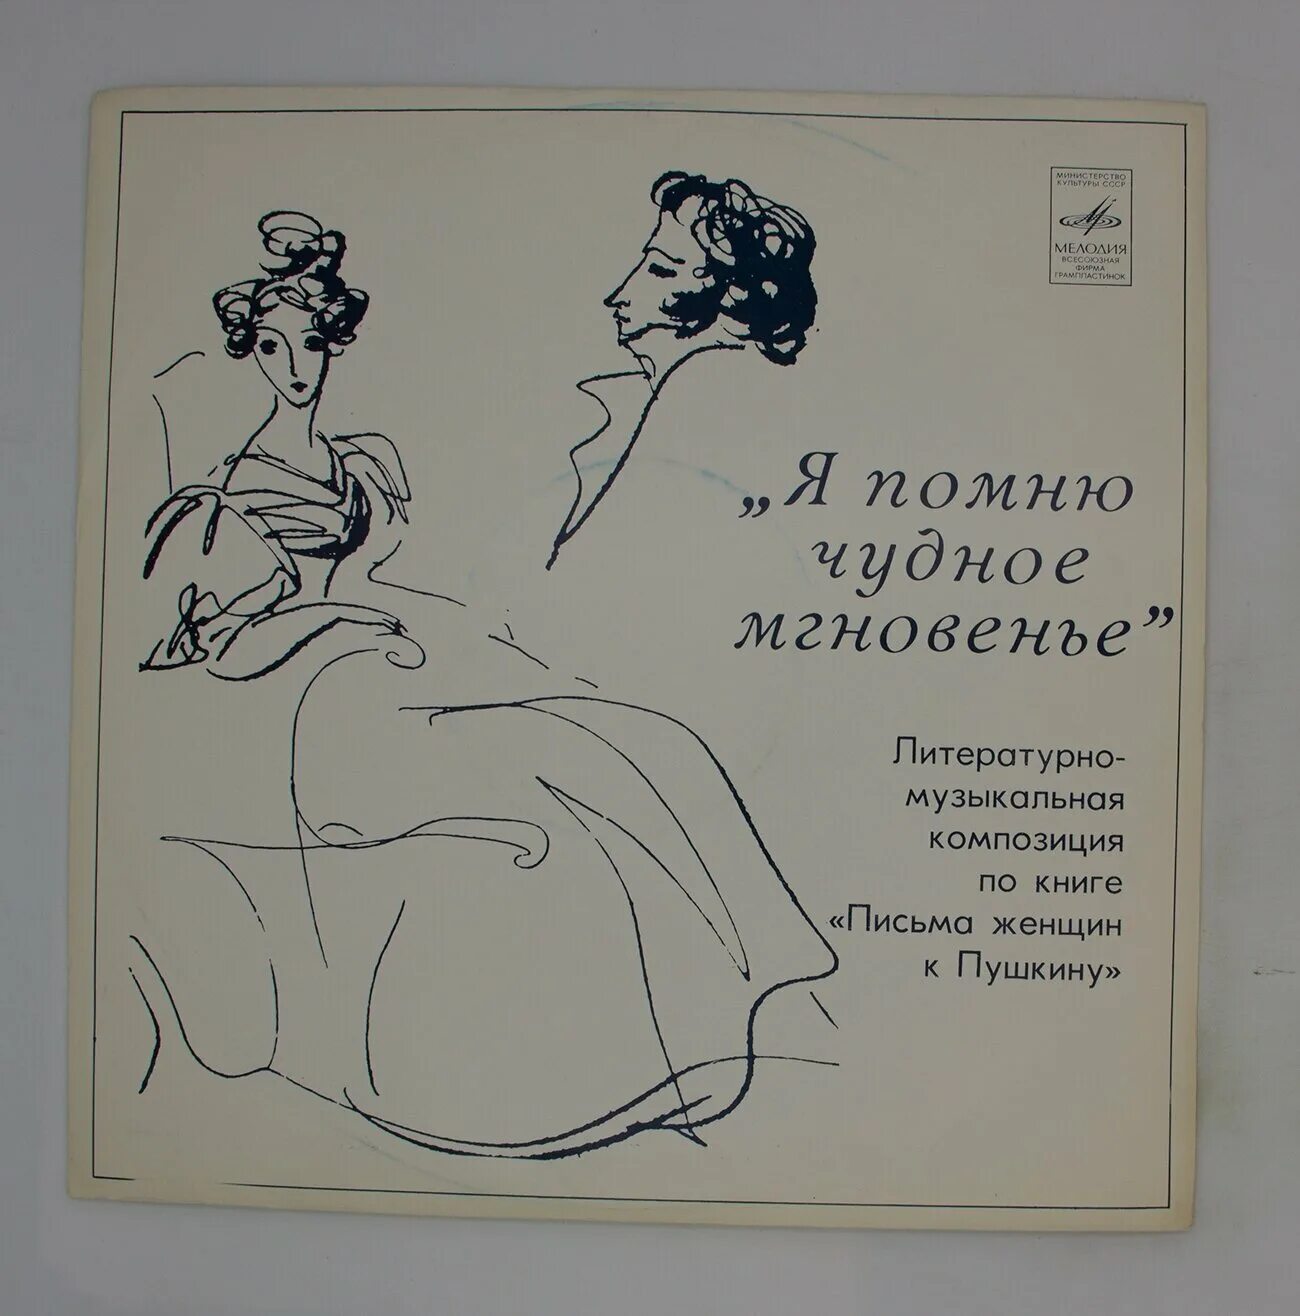 МИНИСТЕРСТВО
КУЛЬТУРЫ СССР
МЕЛОДИЯ
ВСЕСОЮЗНАЯ
ФИРМА
ГРАМПЛАСТИНОК
„Я помню
чудное
мгновенье”
Литературно-
музыкальная
композиция
по книге
«Письма женщин
к Пушкину»